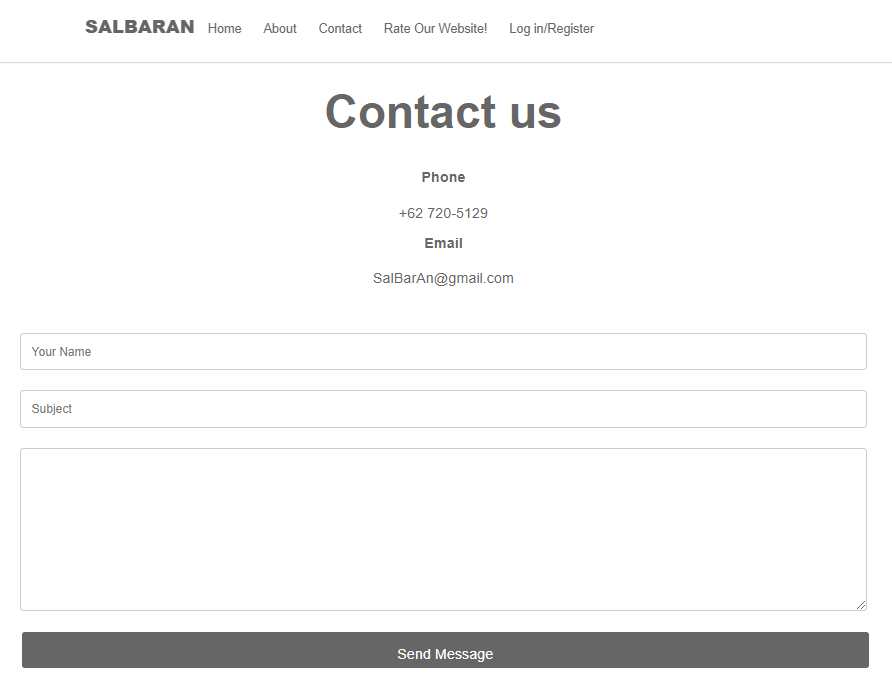 SALBARAN Home About Contact Rate Our Website! Log in/Register
Contact us
Phone
+62 720-5129
Email
SalBarAn@gmail.com
Your Name
Subject
Send Message